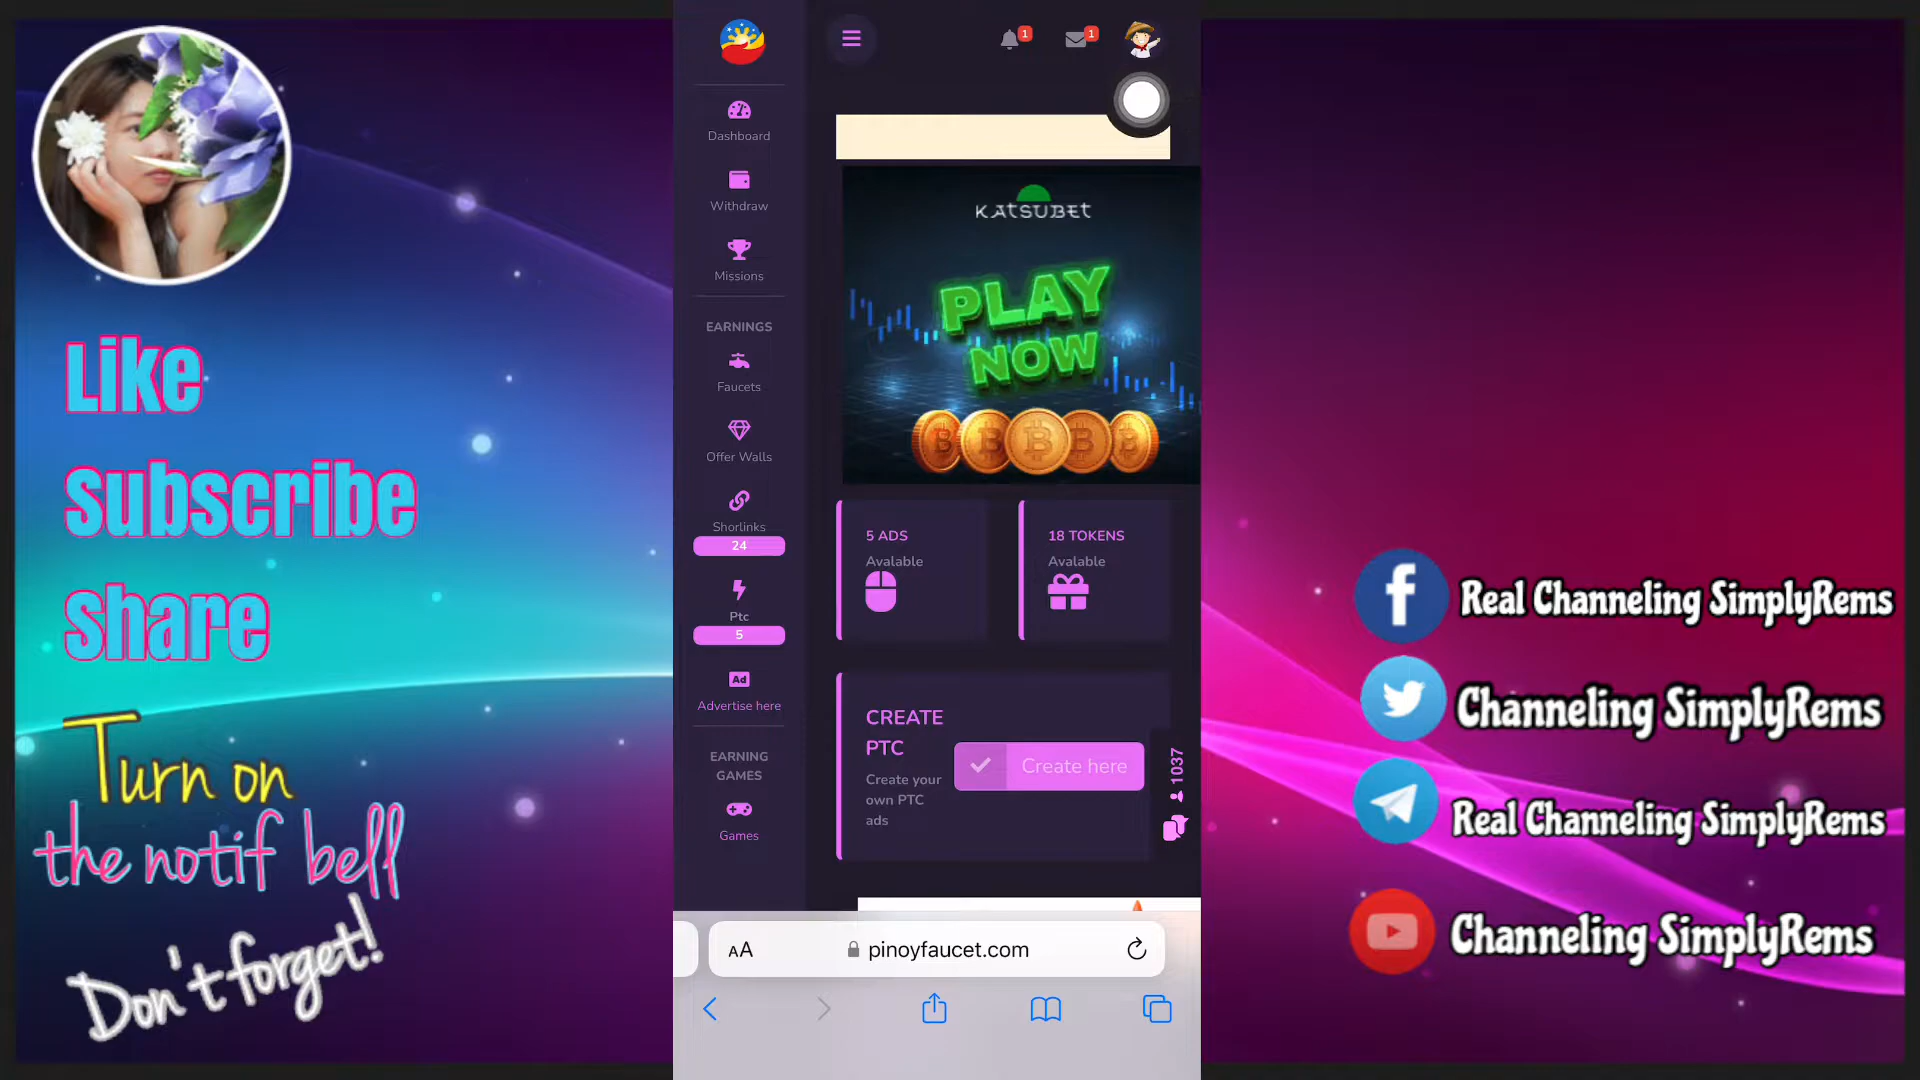 Like
subscribe
share
Turn on
the notif bell
Don't forget!
1
1
Dashboard
Withdraw
Missions
EARNINGS
Faucets
Offer Walls
Shorlinks
24
Ptc
5
Ad
Advertise here
EARNING
GAMES
Games
KATSUBET
PLAY
NOW
5 ADS
Avalable
18 TOKENS
Avalable
CREATE
PTC
Create your
own PTC
ads
Create here
1037
AA
pinoyfaucet.com
Real Channeling SimplyRems
Channeling SimplyRems
Real Channeling SimplyRems
Channeling SimplyRems